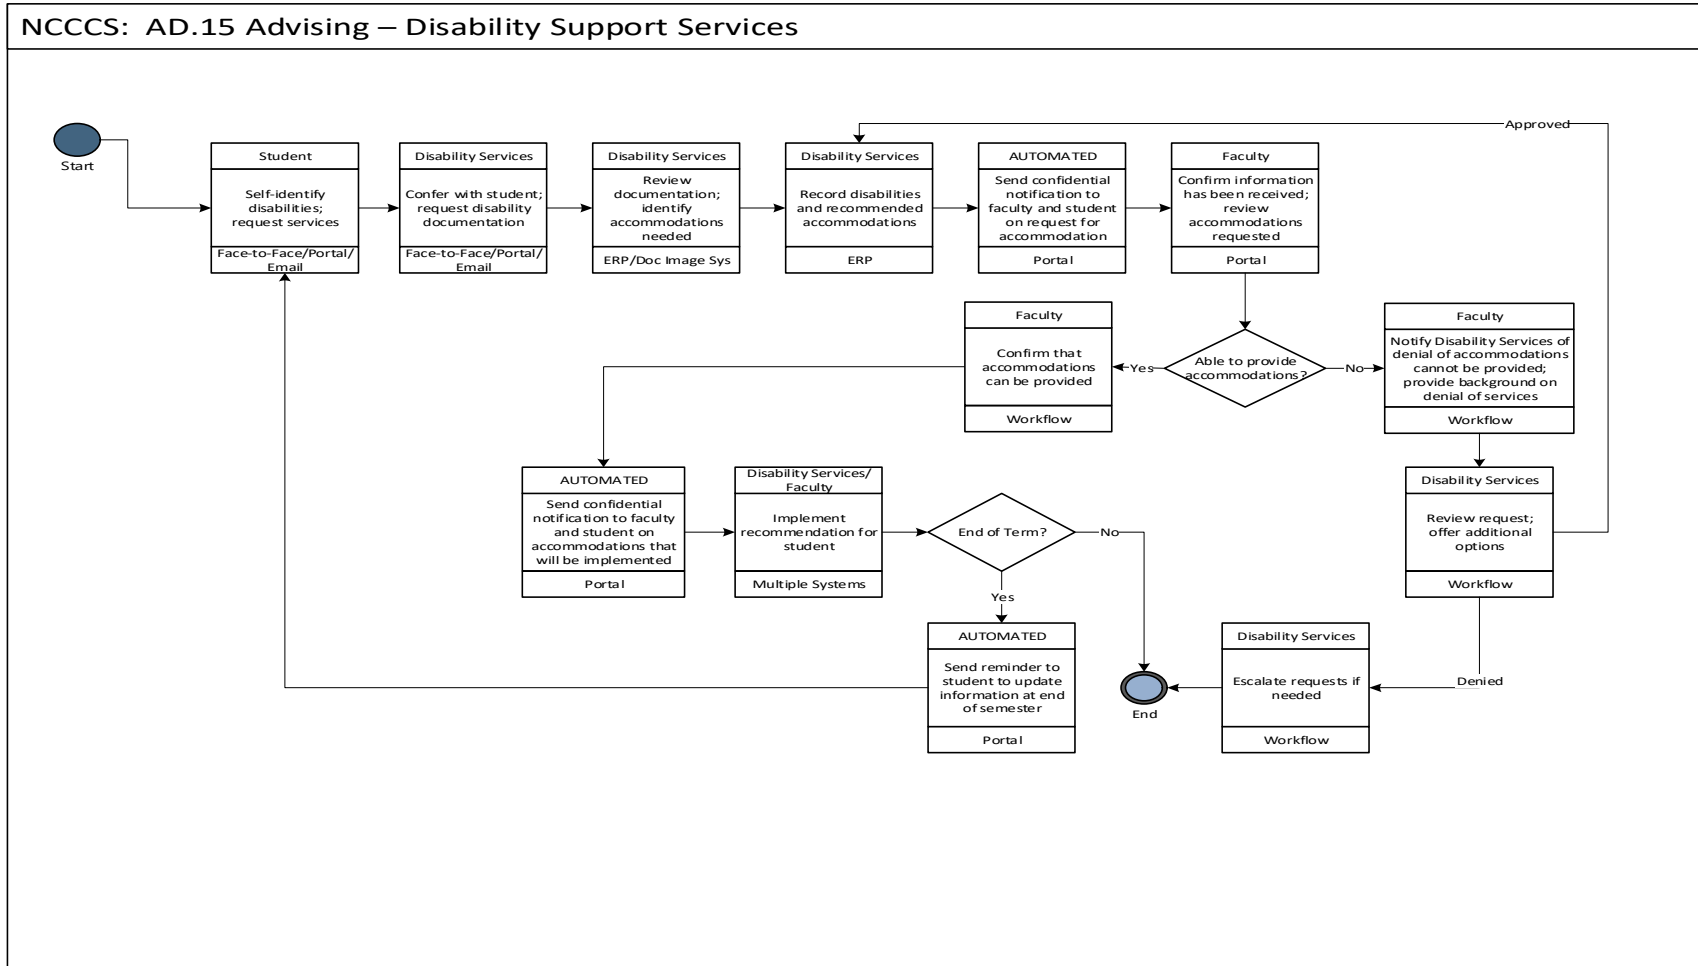 NCCCS: AD.15 Advising – Disability Support Services
Start
Student
Self-identify
disabilities;
request services
Face-to-Face/Portal/
Email
Disability Services
Confer with student;
request disability
documentation
Face-to-Face/Portal/
Email
Disability Services
Review
documentation;
identify
accommodations
needed
ERP/Doc Image Sys
Disability Services
Record disabilities
and recommended
accommodations
ERP
AUTOMATED
Send confidential
notification to
faculty and student
on request for
accommodation
Portal
Faculty
Confirm information
has been received;
review
accommodations
requested
Portal
Approved
Faculty
Confirm that
accommodations
can be provided
Workflow
Yes
Able to provide
accommodations?
No
Faculty
Notify Disability Services of
denial of accommodations
cannot be provided;
provide background on
denial of services
Workflow
AUTOMATED
Send confidential
notification to faculty
and student on
accommodations that
will be implemented
Portal
Disability Services/
Faculty
Implement
recommendation for
student
Multiple Systems
End of Term?
No
Yes
Disability Services
Review request;
offer additional
options
Workflow
AUTOMATED
Send reminder to
student to update
information at end
of semester
Portal
End
Disability Services
Escalate requests if
needed
Workflow
Denied